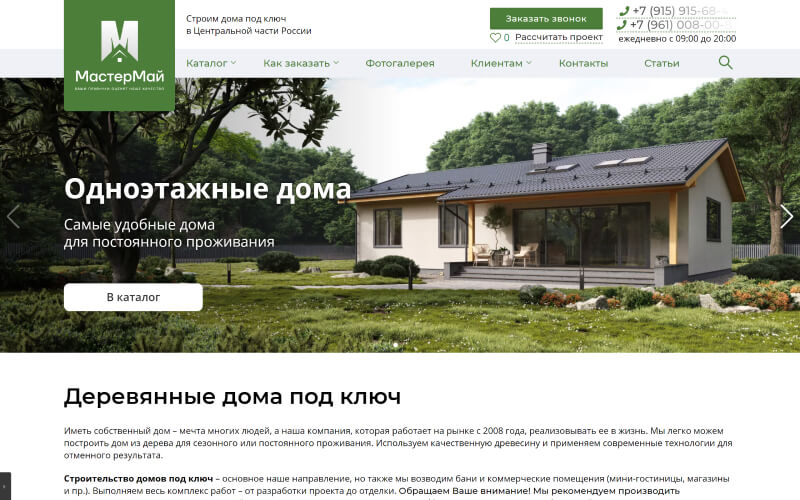 МастерМай
ВАШИ ПРАВНУКИ ОЦЕНЯТ НАШЕ КАЧЕСТВО
Строим дома под ключ
в Центральной части России
Заказать звонок
0 Рассчитать проект
+7 (915) 915-68-
+7 (961) 008-00-
ежедневно с 09:00 до 20:00
Каталог Как заказать Фотогалерея Клиентам Контакты Статьи
Одноэтажные дома
Самые удобные дома
для постоянного проживания
В каталог
Деревянные дома под ключ
Иметь собственный дом – мечта многих людей, а наша компания, которая работает на рынке с 2008 года, реализовывать ее в жизнь. Мы легко можем
построить дом из дерева для сезонного или постоянного проживания. Используем качественную древесину и применяем современные технологии для
отменного результата.
Строительство домов под ключ – основное наше направление, но также мы возводим бани и коммерческие помещения (мини-гостиницы, магазины
и пр.). Выполняем весь комплекс работ – от разработки проекта до отделки. Обращаем Ваше внимание! Мы рекомендуем производить